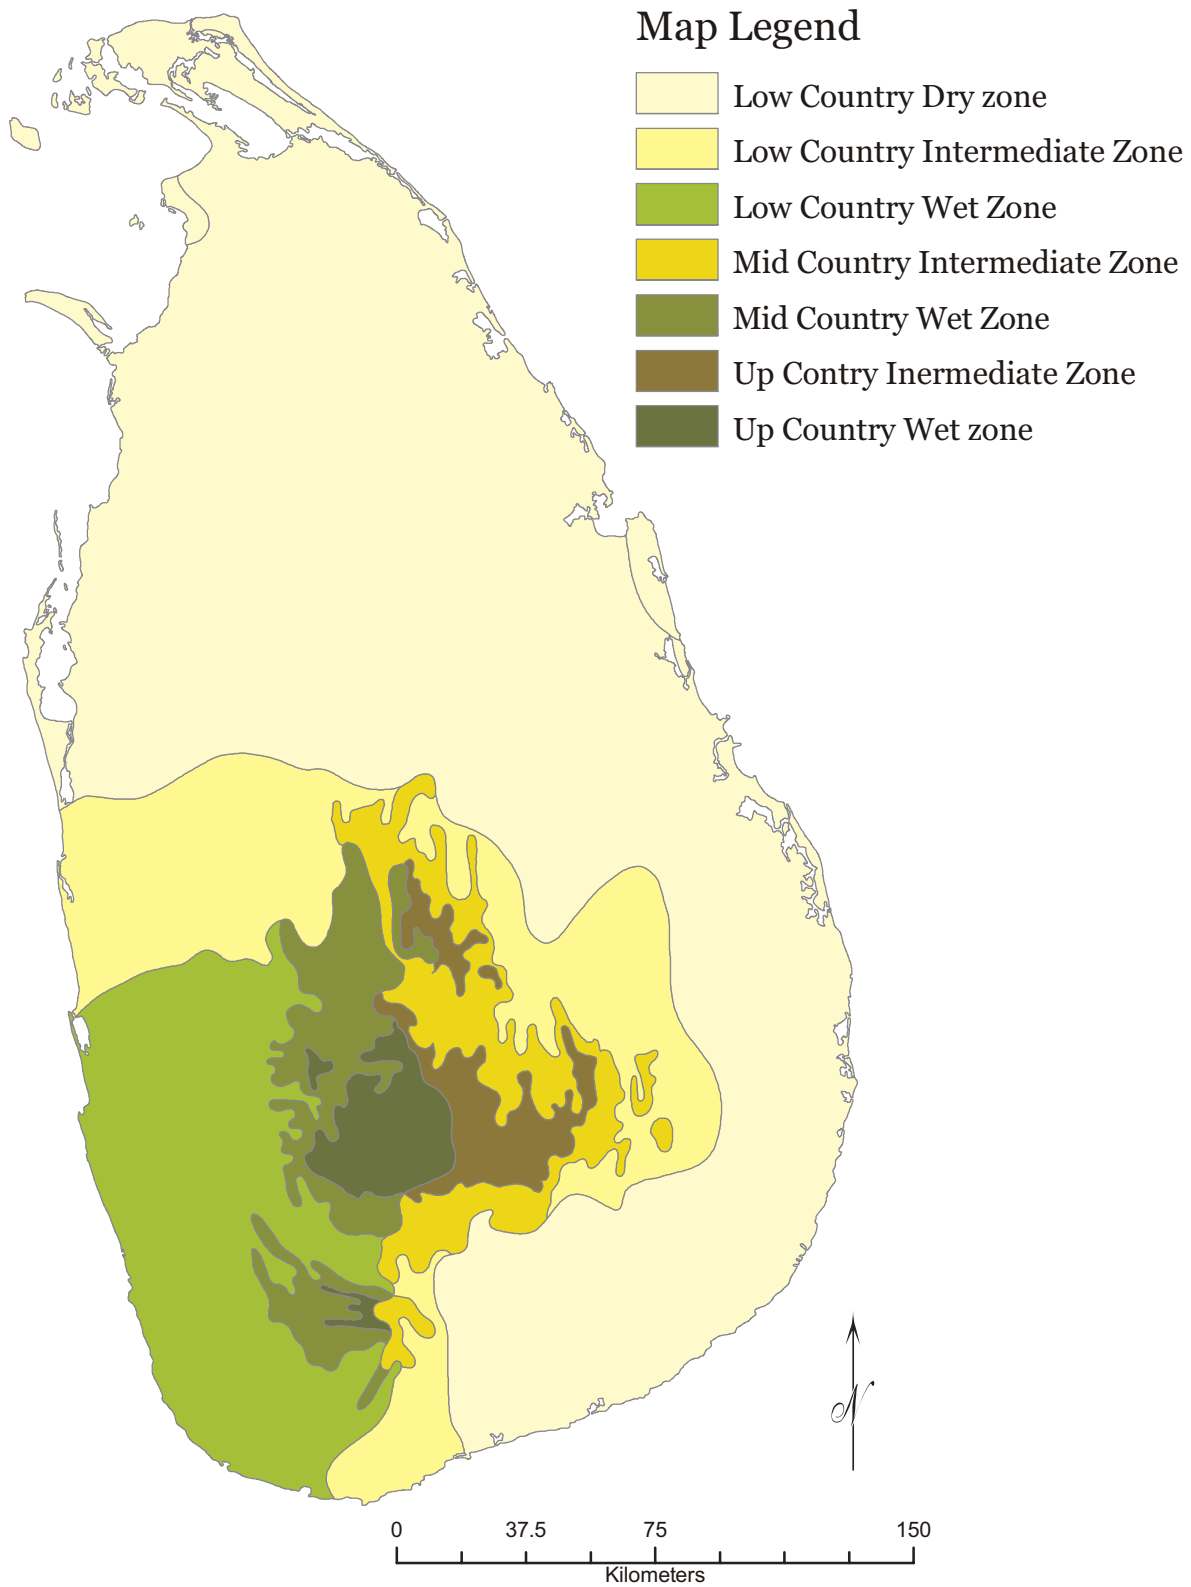 Map Legend
Low Country Dry zone
Low Country Intermediate Zone
Low Country Wet Zone
Mid Country Intermediate Zone
Mid Country Wet Zone
Up Contry Inermediate Zone
Up Country Wet zone
N
0 37.5 75 150
Kilometers